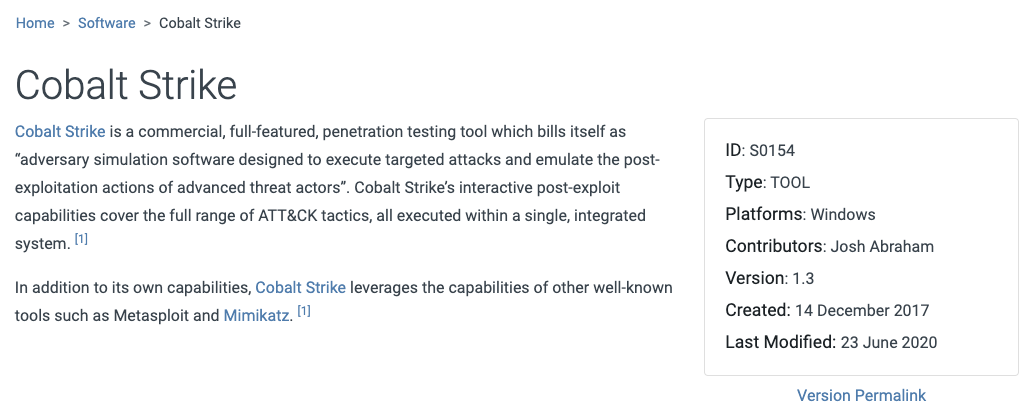 Home > Software > Cobalt Strike
Cobalt Strike
Cobalt Strike is a commercial, full-featured, penetration testing tool which bills itself as
“adversary simulation software designed to execute targeted attacks and emulate the post-
exploitation actions of advanced threat actors”. Cobalt Strike’s interactive post-exploit
capabilities cover the full range of ATT&CK tactics, all executed within a single, integrated
system. [1]
In addition to its own capabilities, Cobalt Strike leverages the capabilities of other well-known
tools such as Metasploit and Mimikatz. [1]
ID: S0154
Type: TOOL
Platforms: Windows
Contributors: Josh Abraham
Version: 1.3
Created: 14 December 2017
Last Modified: 23 June 2020
Version Permalink